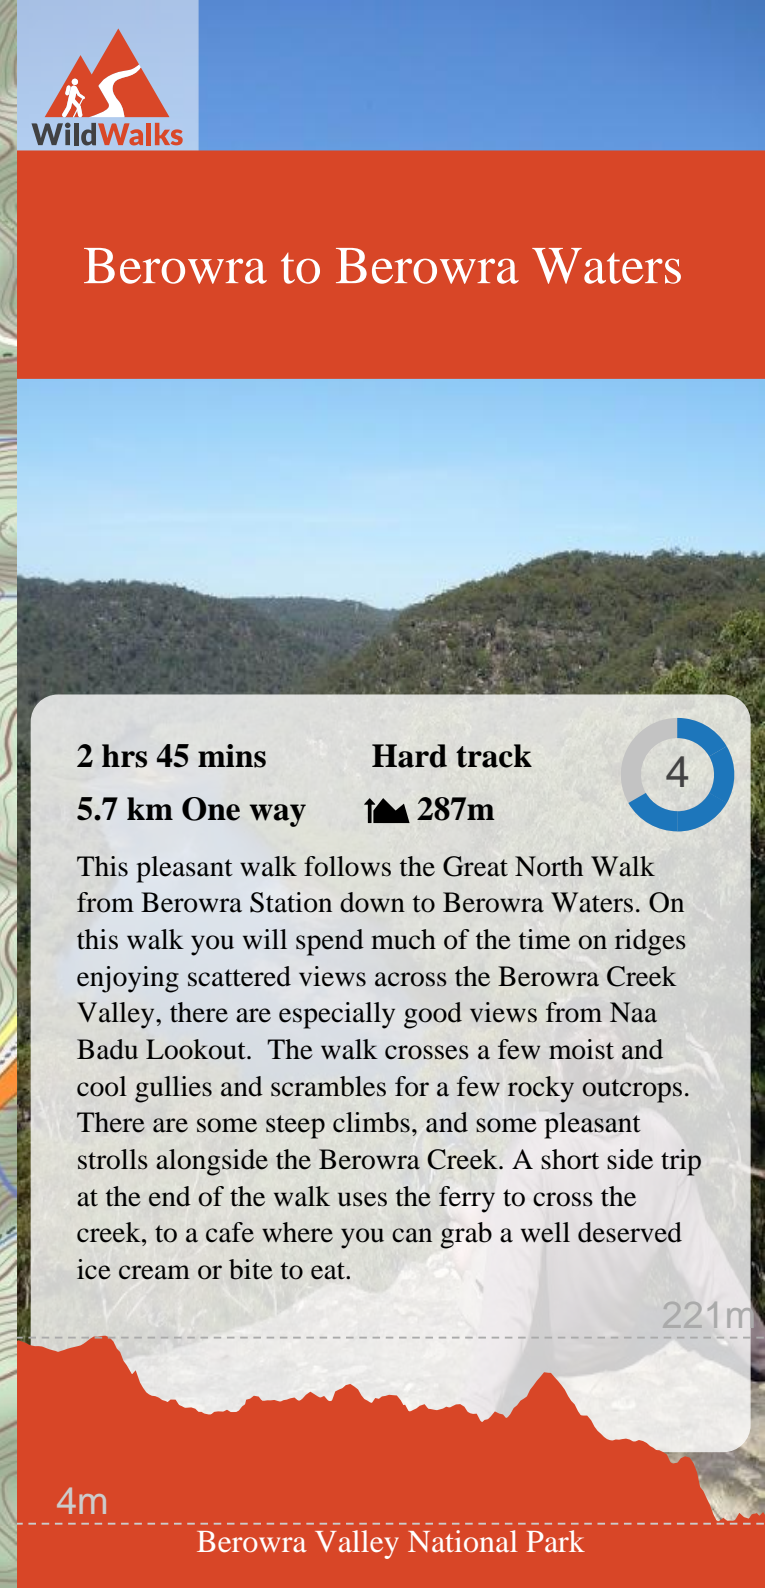 WildWalks
Berowra to Berowra Waters
2 hrs 45 mins
Hard track
4
5.7 km One way
287m
This pleasant walk follows the Great North Walk
from Berowra Station down to Berowra Waters. On
this walk you will spend much of the time on ridges
enjoying scattered views across the Berowra Creek
Valley, there are especially good views from Naa
Badu Lookout.  The walk crosses a few moist and
cool gullies and scrambles for a few rocky outcrops.
There are some steep climbs, and some pleasant
strolls alongside the Berowra Creek. A short side trip
at the end of the walk uses the ferry to cross the
creek, to a cafe where you can grab a well deserved
ice cream or bite to eat.
221m
4m
Berowra Valley National Park